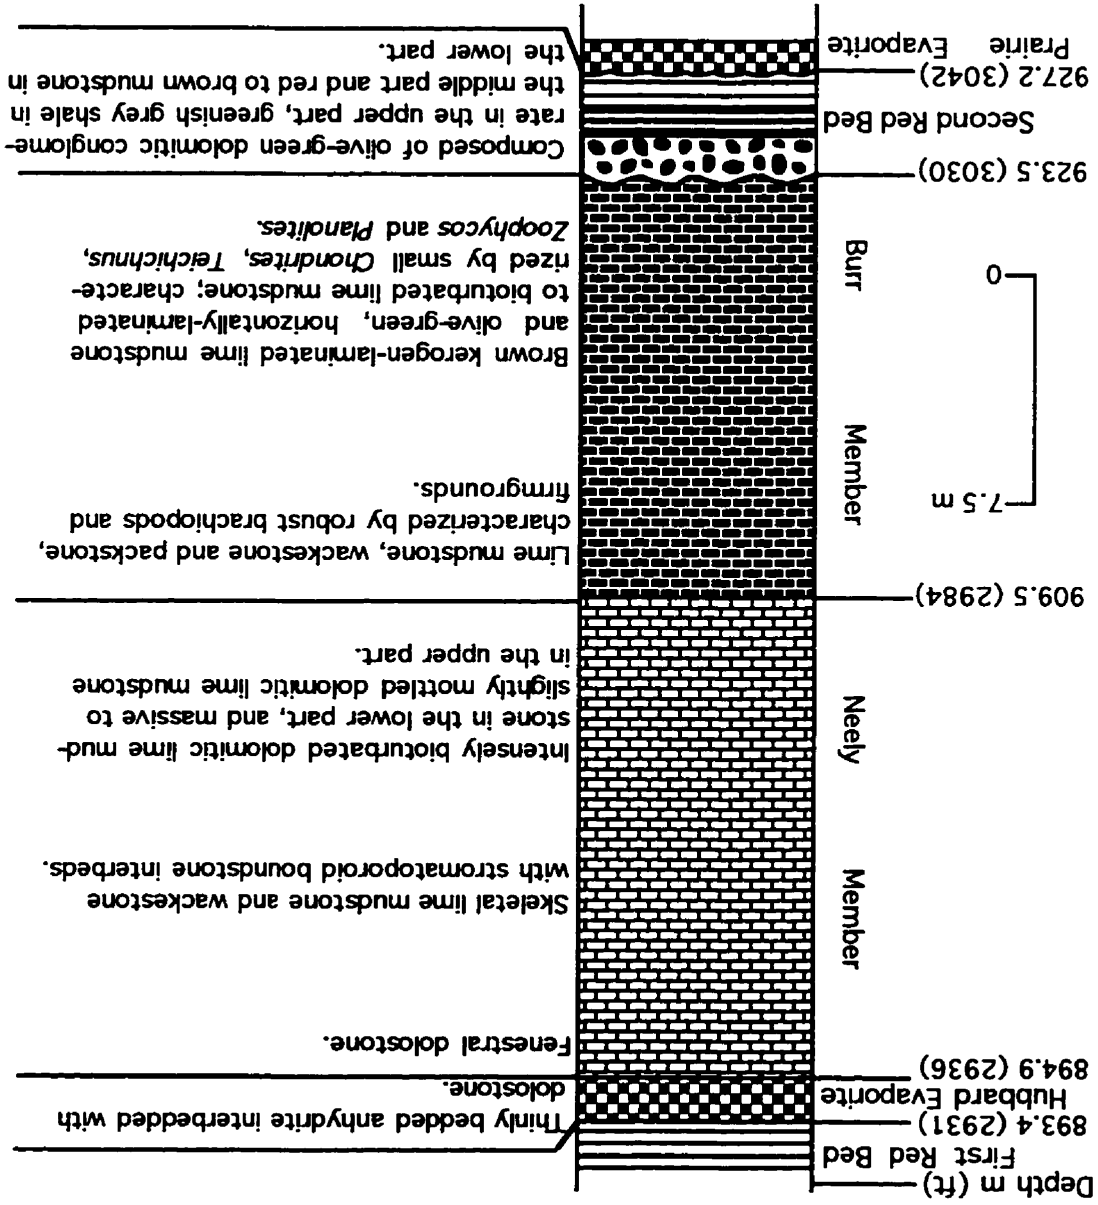 Depth m (ft)
First Red Bed
893.4 (2931)
Hubbard Evaporite
894.9 (2936)
Neely
Member
909.5 (2984)
Burr
Member
923.5 (3030)
Second Red Bed
927.2 (3042)
Prairie Evaporite
7.5 m
0
Thinly bedded anhydrite interbedded with
dolostone.
Fenestral dolostone.
Skeletal lime mudstone and wackestone
with stromatoporoid boundstone interbeds.
Intensely bioturbated dolomitic lime mud-
stone in the lower part, and massive to
slightly mottled dolomitic lime mudstone
in the upper part.
Lime mudstone, wackestone and packstone,
characterized by robust brachiopods and
firmgrounds.
Brown kerogen-laminated lime mudstone
and olive-green, horizontally-laminated
to bioturbated lime mudstone; characte-
rized by small Chondrites, Teichichnus,
Zoophycos and Planolites.
Composed of olive-green dolomitic conglome-
rate in the upper part, greenish grey shale in
the middle part and red to brown mudstone in
the lower part.